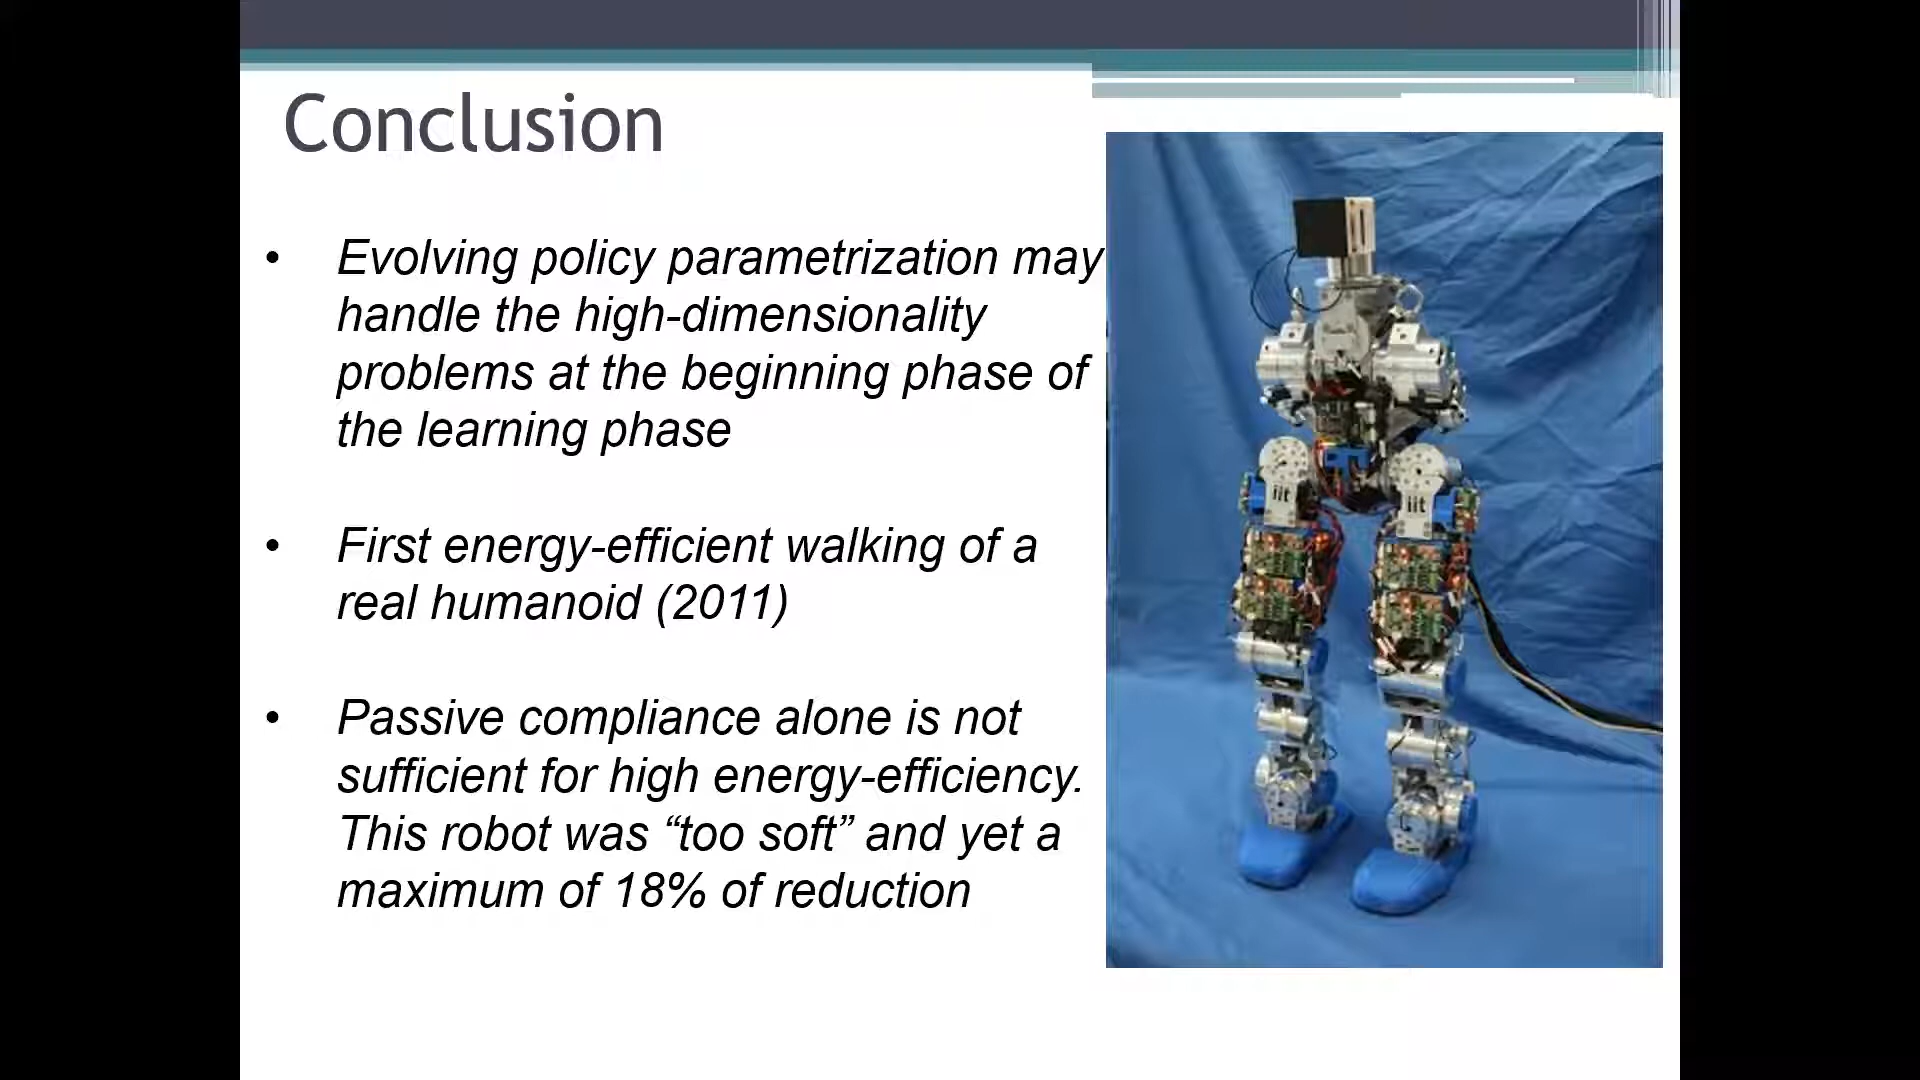 Conclusion
• Evolving policy parametrization may
handle the high-dimensionality
problems at the beginning phase of
the learning phase
• First energy-efficient walking of a
real humanoid (2011)
• Passive compliance alone is not
sufficient for high energy-efficiency.
This robot was “too soft” and yet a
maximum of 18% of reduction
iit
iit